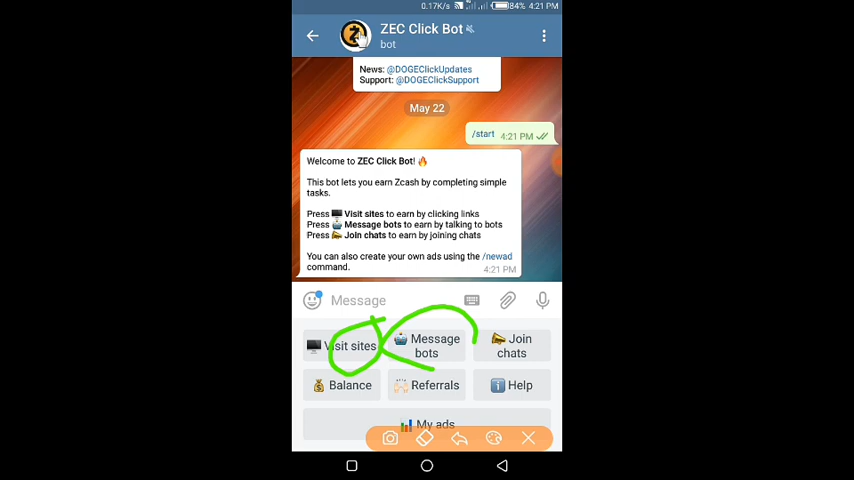 0.17K/s 84% 4:21 PM
ZEC Click Bot
bot
News: @DOGEClickUpdates
Support: @DOGEClickSupport
May 22
/start 4:21 PM
Welcome to ZEC Click Bot! 🔥
This bot lets you earn Zcash by completing simple
tasks.
Press 🖥 Visit sites to earn by clicking links
Press 🤖 Message bots to earn by talking to bots
Press 📣 Join chats to earn by joining chats
You can also create your own ads using the /newad
command.
4:21 PM
Message
🖥 Visit sites
🤖 Message
bots
📣 Join
chats
💰 Balance
🙌🏻 Referrals
ℹ️ Help
📊 My ads